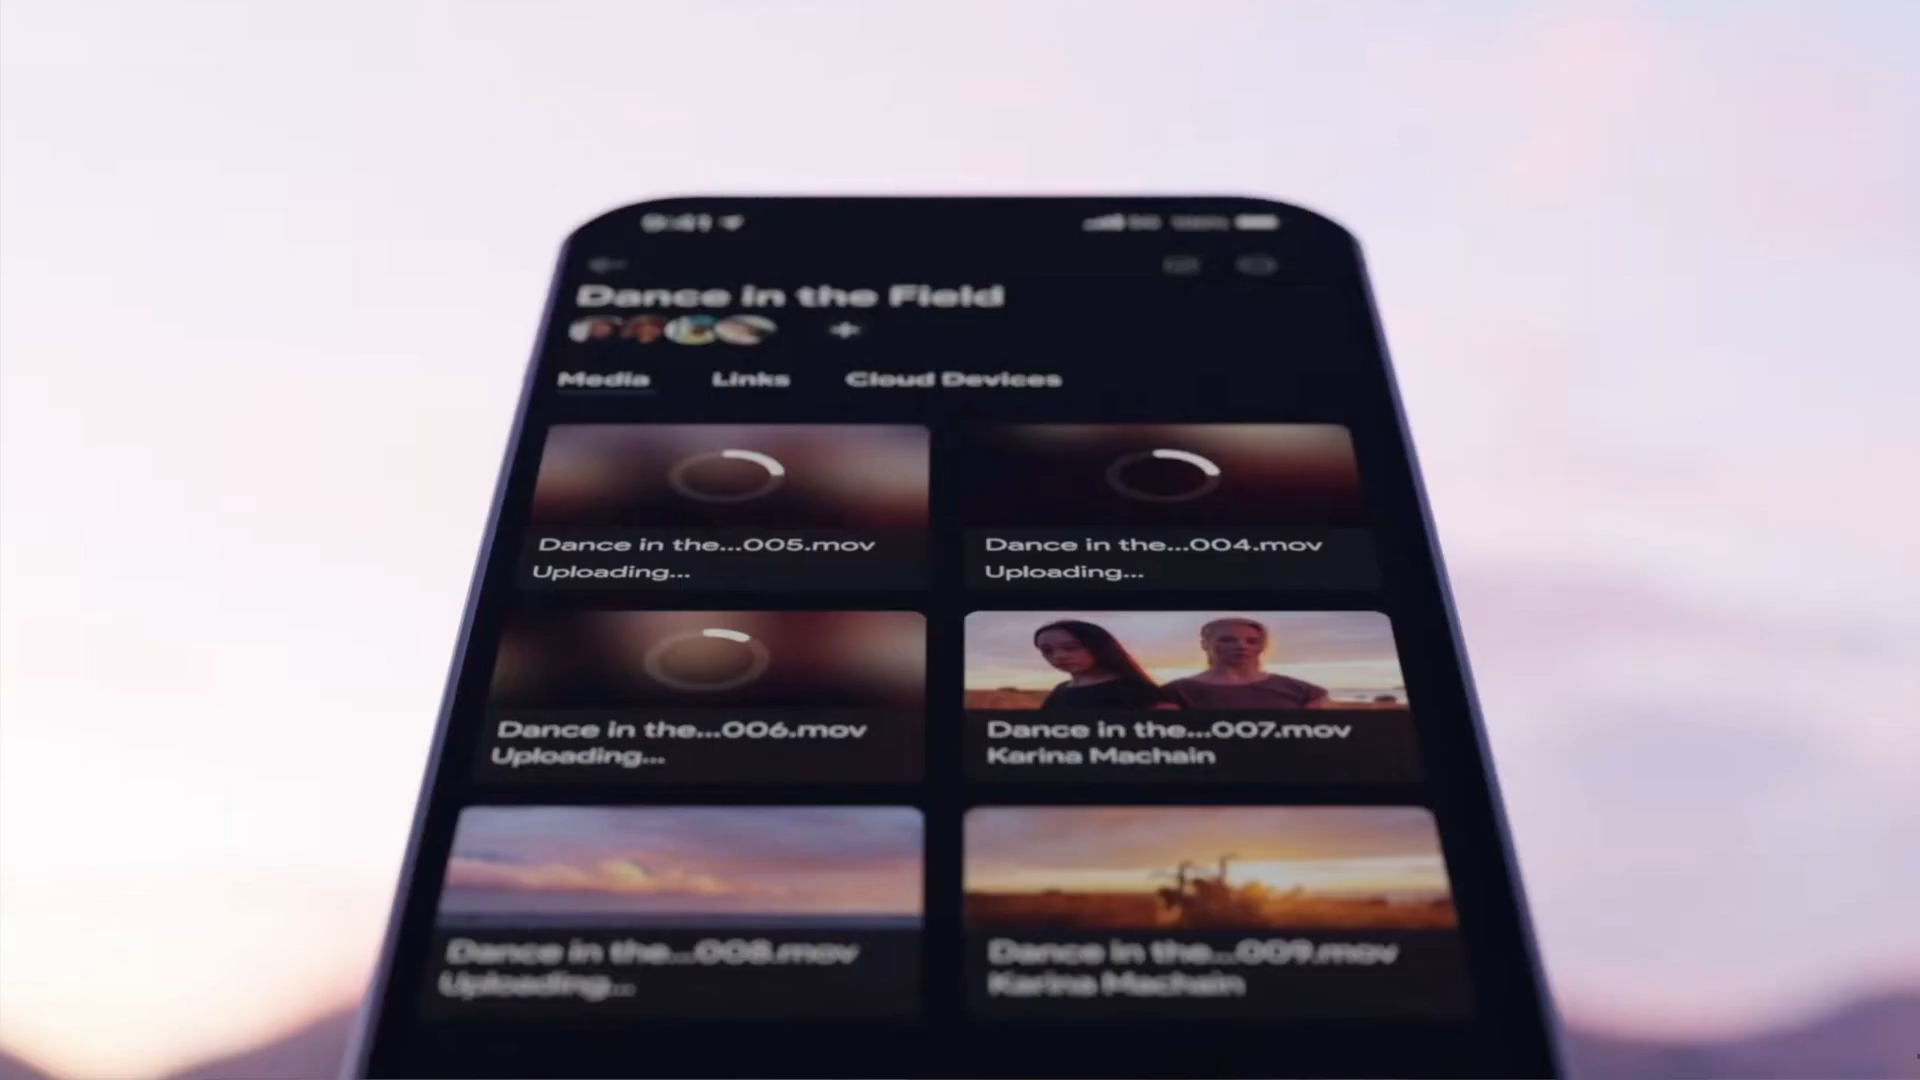 9:41
Dance in the Field
+
Media Links Cloud Devices
Dance in the...005.mov
Uploading...
Dance in the...004.mov
Uploading...
Dance in the...006.mov
Uploading...
Dance in the...007.mov
Karina Machain
Dance in the...008.mov
Uploading...
Dance in the...009.mov
Karina Machain